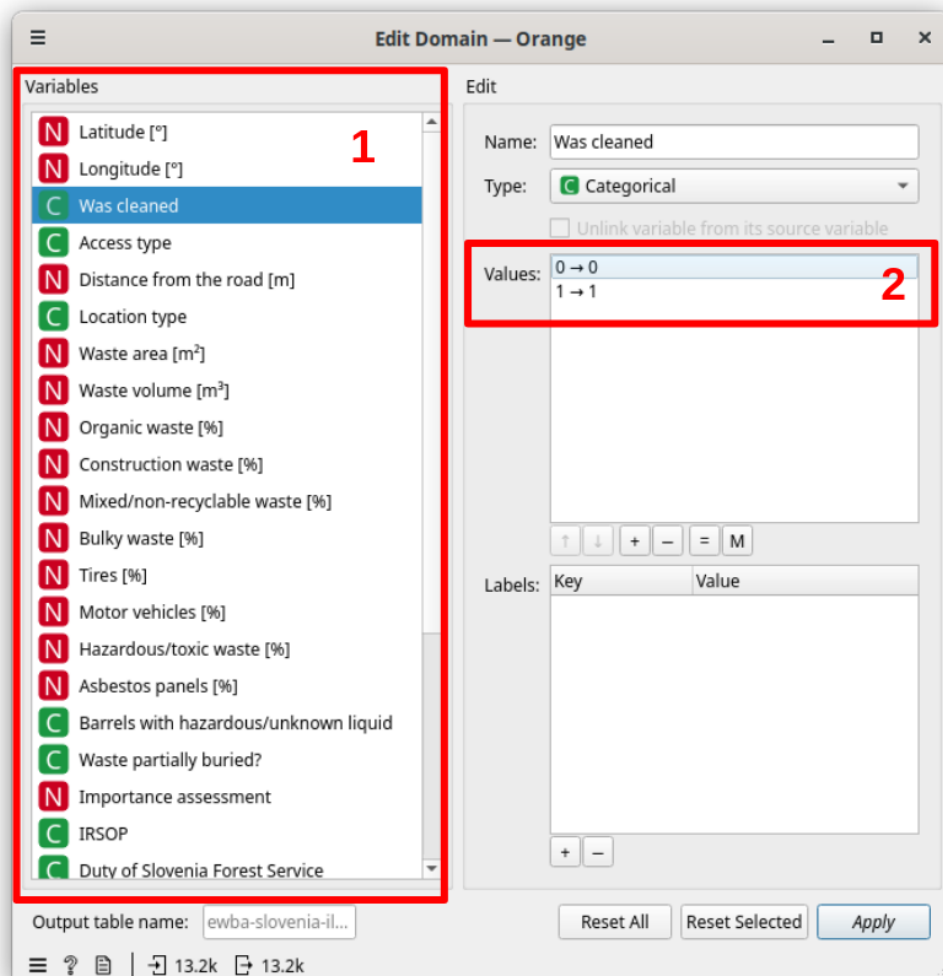 Edit Domain — Orange
Variables
1
N Latitude [°]
N Longitude [°]
C Was cleaned
C Access type
N Distance from the road [m]
C Location type
N Waste area [m²]
N Waste volume [m³]
N Organic waste [%]
N Construction waste [%]
N Mixed/non-recyclable waste [%]
N Bulky waste [%]
N Tires [%]
N Motor vehicles [%]
N Hazardous/toxic waste [%]
N Asbestos panels [%]
C Barrels with hazardous/unknown liquid
C Waste partially buried?
N Importance assessment
C IRSOP
C Duty of Slovenia Forest Service
Edit
Name: Was cleaned
Type: C Categorical
Unlink variable from its source variable
Values: 0 → 0
1 → 1
2
↑ ↓ + − = M
Labels: Key Value
+ −
Output table name: ewba-slovenia-il...
Reset All Reset Selected Apply
? 13.2k 13.2k